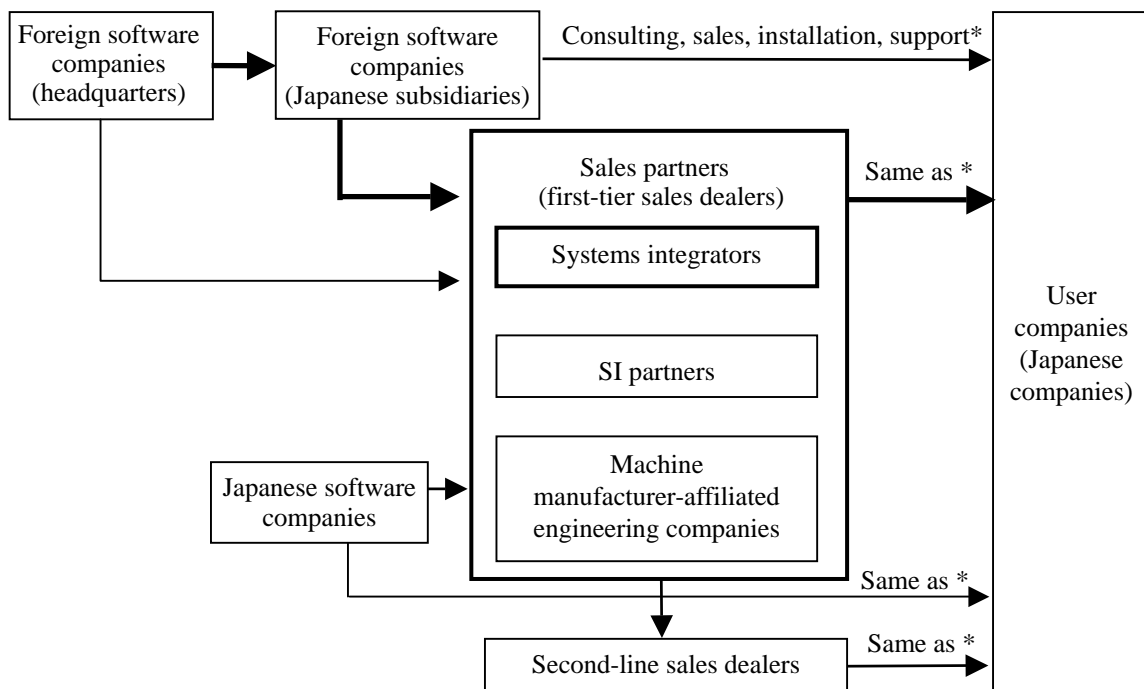 Foreign software
companies
(headquarters)
Foreign software
companies
(Japanese subsidiaries)
Consulting, sales, installation, support*
Sales partners
(first-tier sales dealers)
Same as *
Systems integrators
SI partners
User
companies
(Japanese
companies)
Japanese software
companies
Machine
manufacturer-affiliated
engineering companies
Same as *
Second-line sales dealers
Same as *